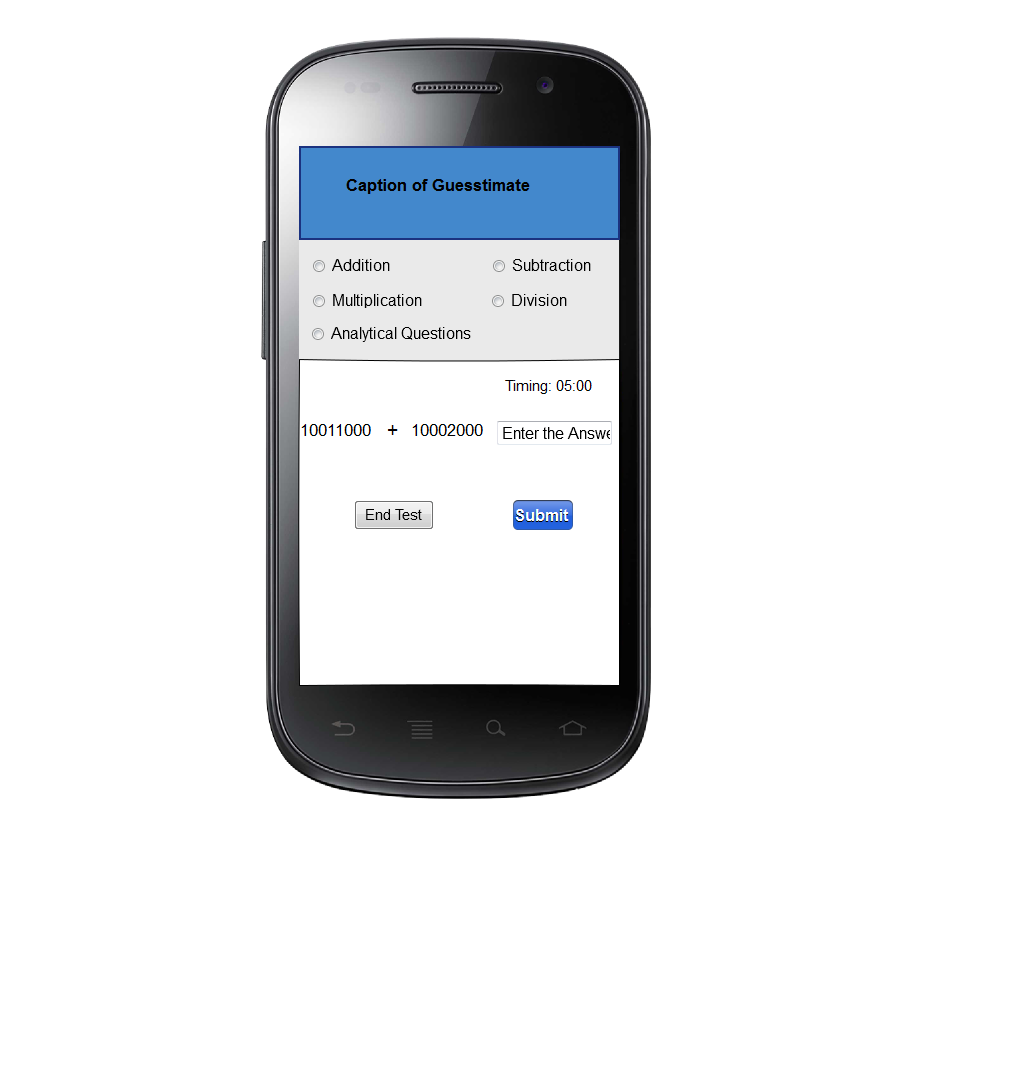 Caption of Guesstimate
Addition Subtraction
Multiplication Division
Analytical Questions
Timing: 05:00
10011000 + 10002000 Enter the Answe
End Test Submit